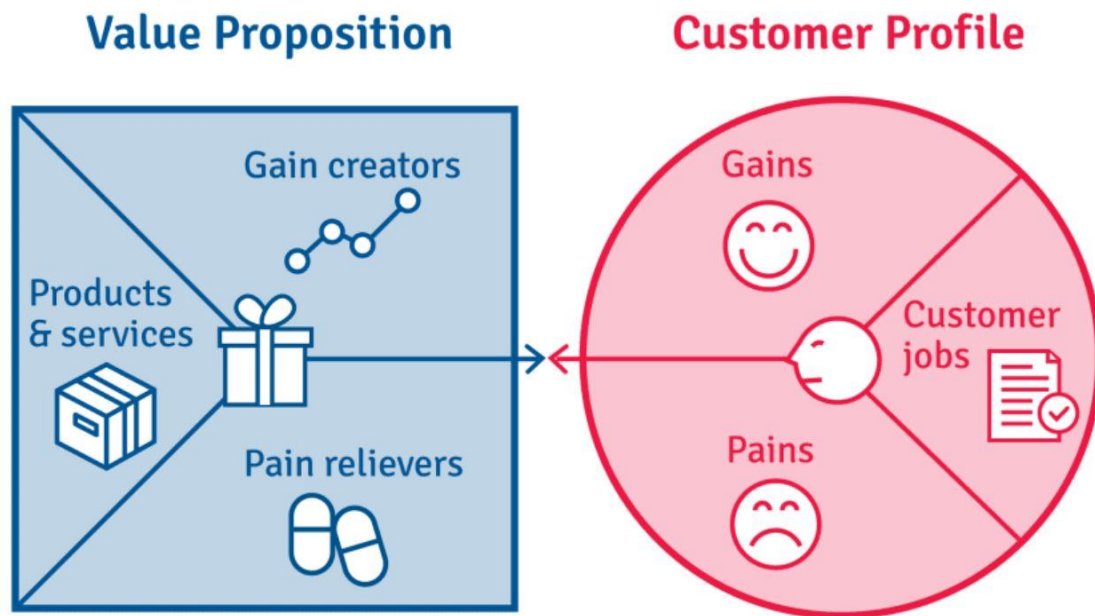 Value Proposition
Customer Profile
Gain creators
Products
& services
Pain relievers
Gains
Customer
jobs
Pains